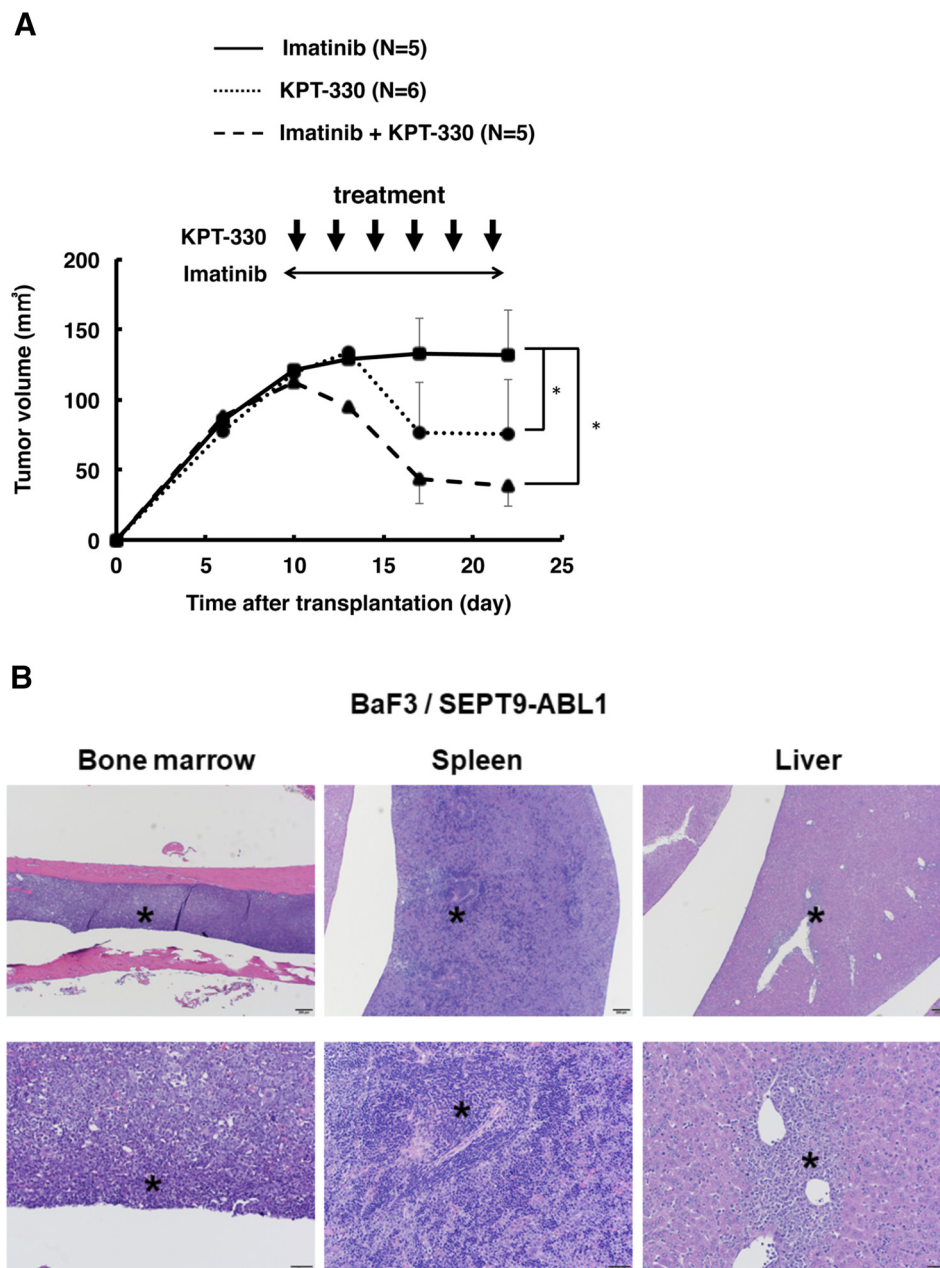 A
Imatinib (N=5)
KPT-330 (N=6)
Imatinib + KPT-330 (N=5)
treatment
KPT-330
Imatinib
200
150
100
50
0
Tumor volume (mm³)
0 5 10 15 20 25
Time after transplantation (day)
*
*
B
BaF3 / SEPT9-ABL1
Bone marrow Spleen Liver
* * *
* * *